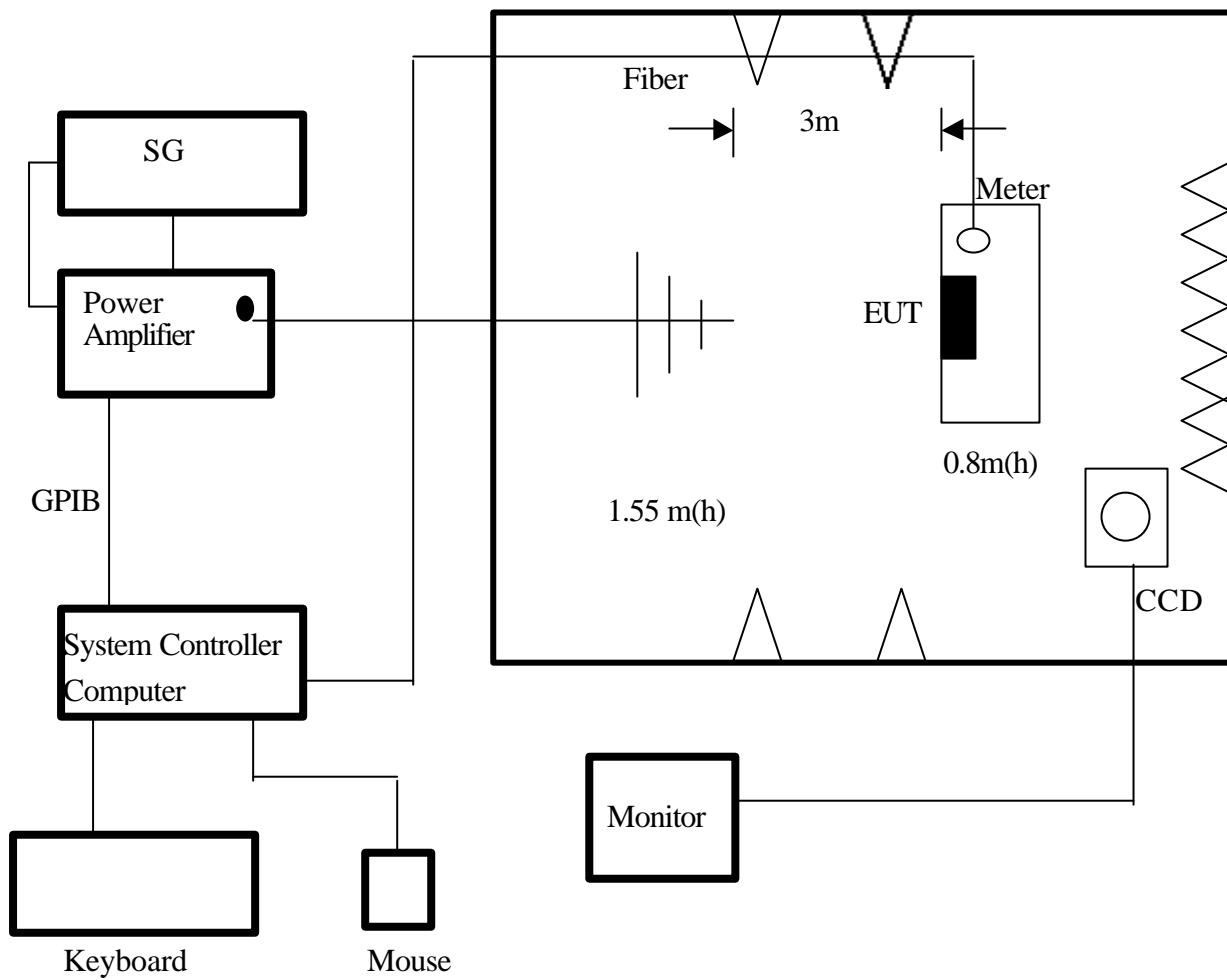 Fiber
3m
SG
Meter
Power
Amplifier
EUT
0.8m(h)
GPIB
1.55 m(h)
CCD
System Controller
Computer
Monitor
Keyboard
Mouse